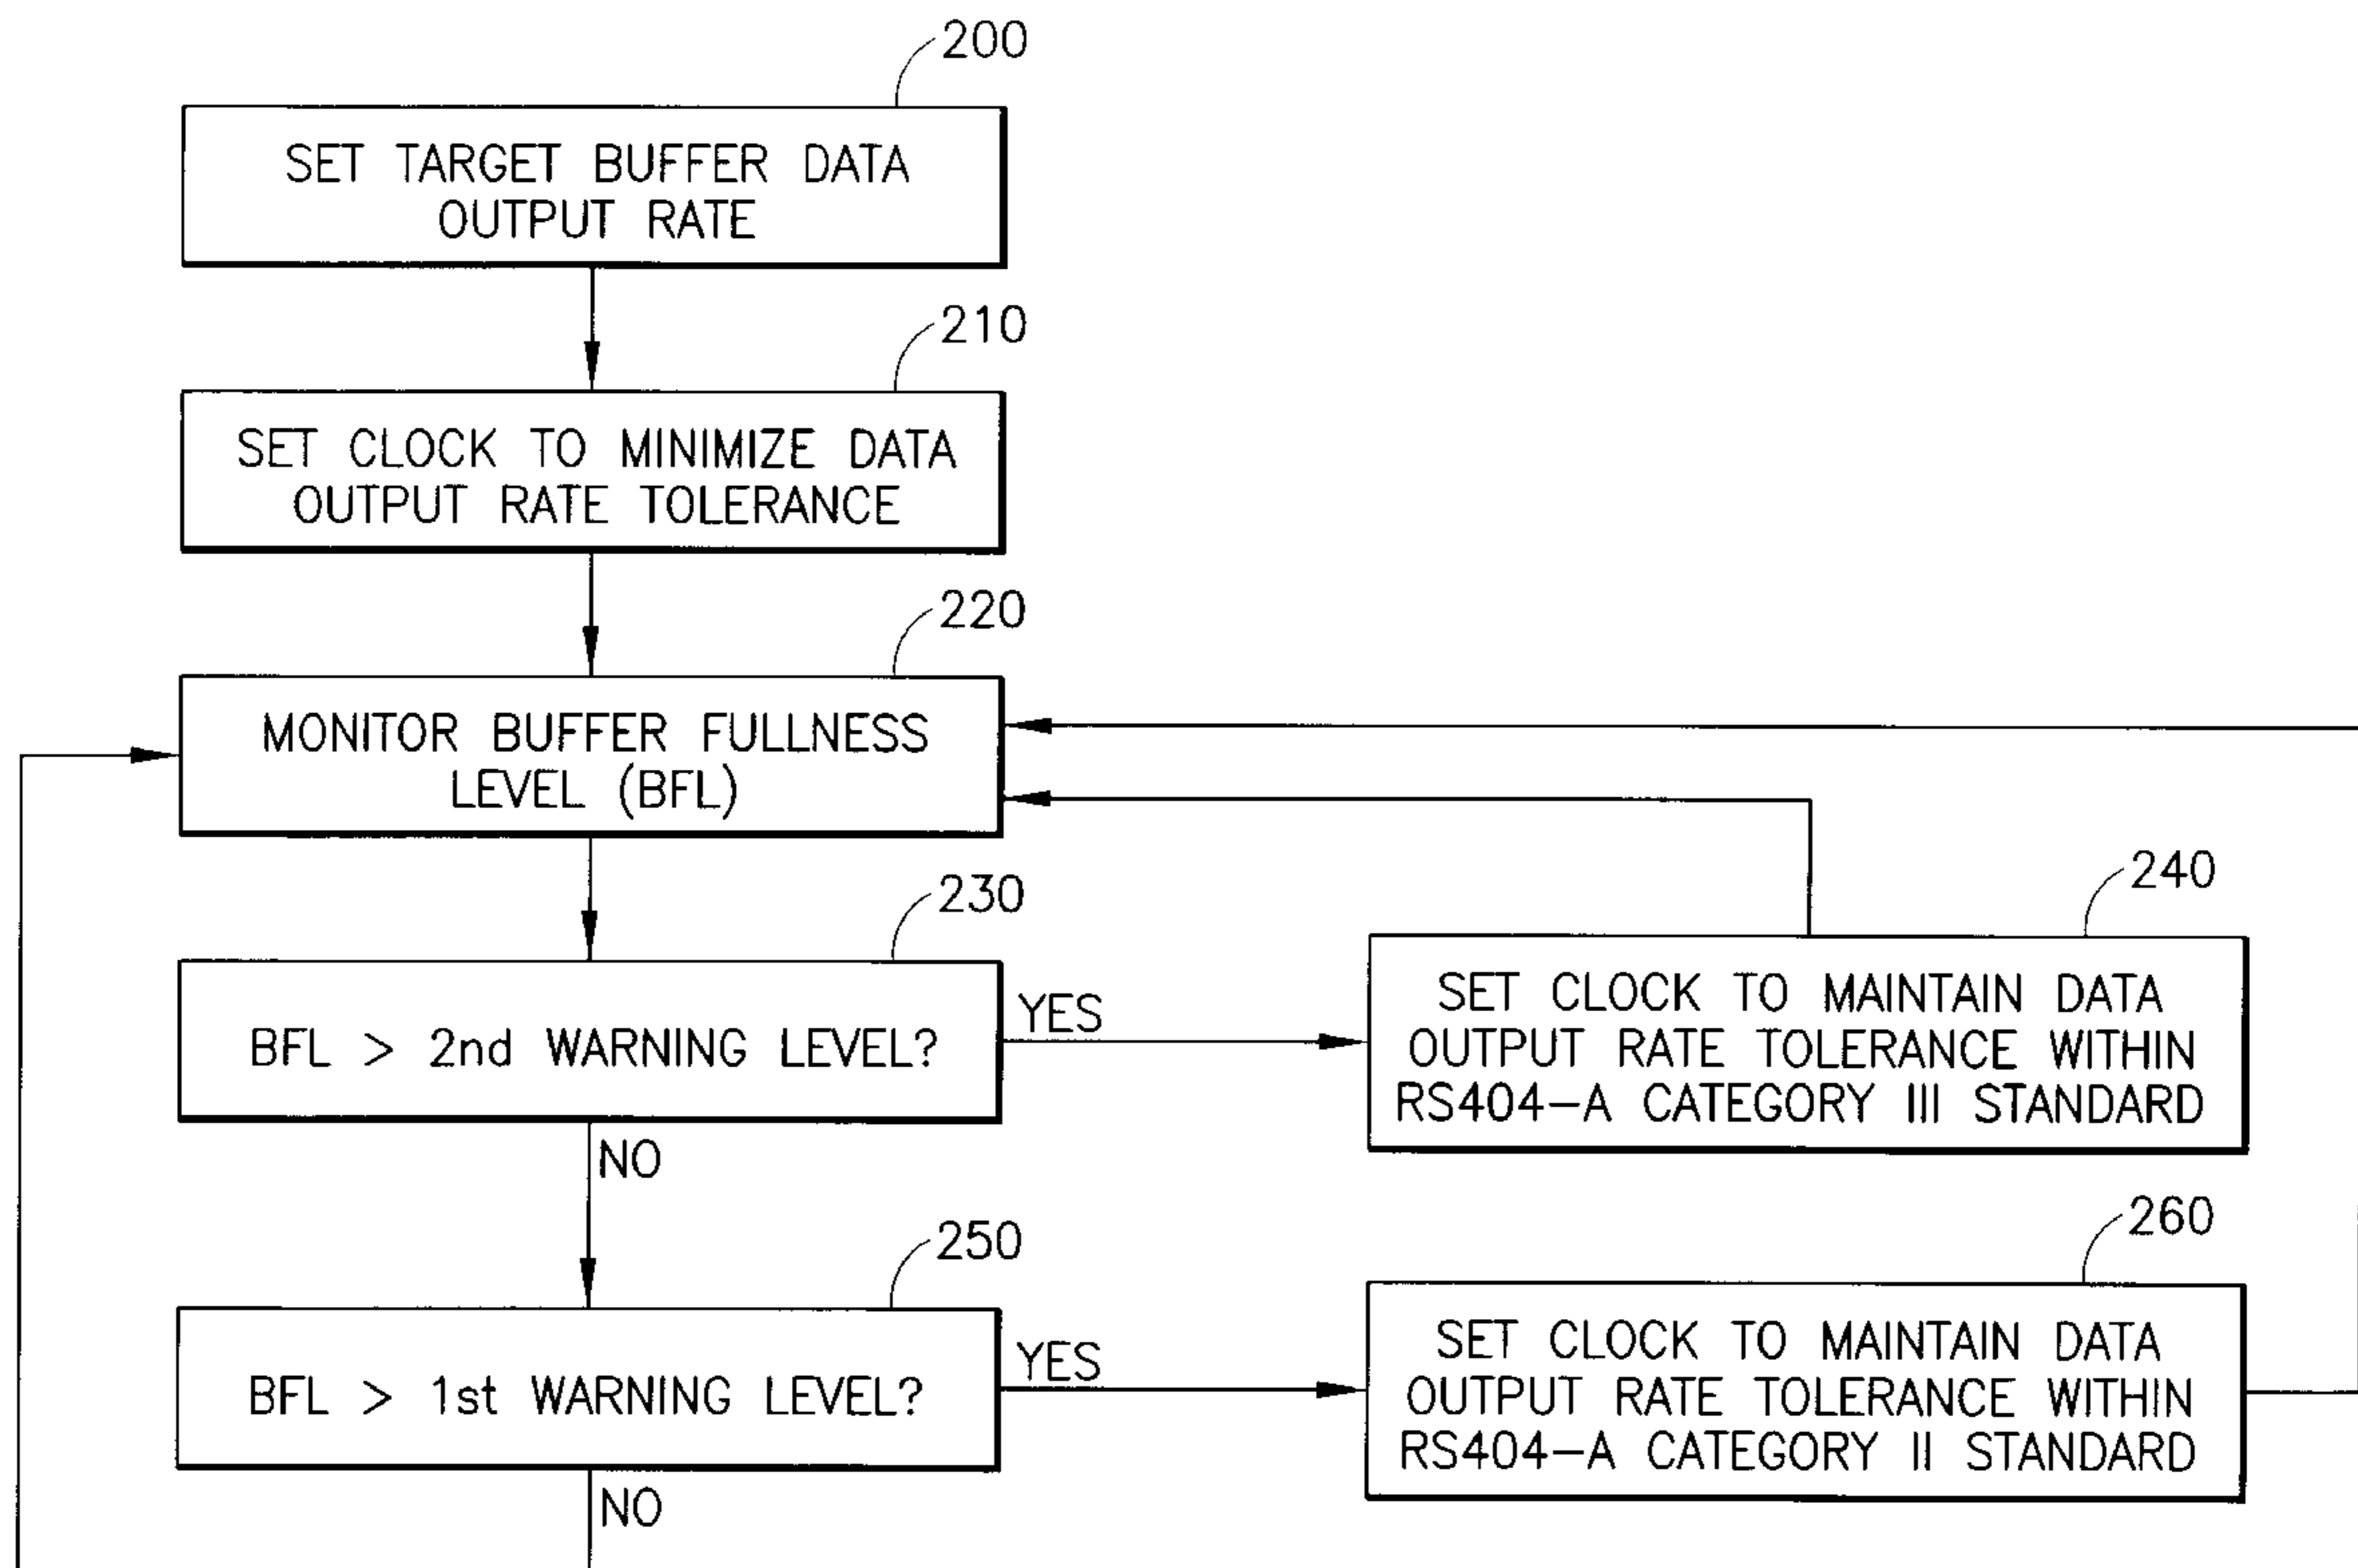 200
SET TARGET BUFFER DATA
OUTPUT RATE
210
SET CLOCK TO MINIMIZE DATA
OUTPUT RATE TOLERANCE
220
MONITOR BUFFER FULLNESS
LEVEL (BFL)
230
BFL > 2nd WARNING LEVEL?
YES
NO
240
SET CLOCK TO MAINTAIN DATA
OUTPUT RATE TOLERANCE WITHIN
RS404-A CATEGORY III STANDARD
250
BFL > 1st WARNING LEVEL?
YES
NO
260
SET CLOCK TO MAINTAIN DATA
OUTPUT RATE TOLERANCE WITHIN
RS404-A CATEGORY II STANDARD